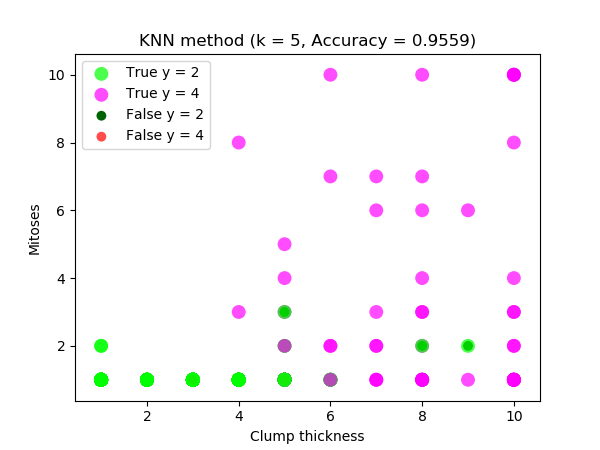 KNN method (k = 5, Accuracy = 0.9559)
True y = 2
True y = 4
False y = 2
False y = 4
10
8
6
4
2
Mitoses
2 4 6 8 10
Clump thickness